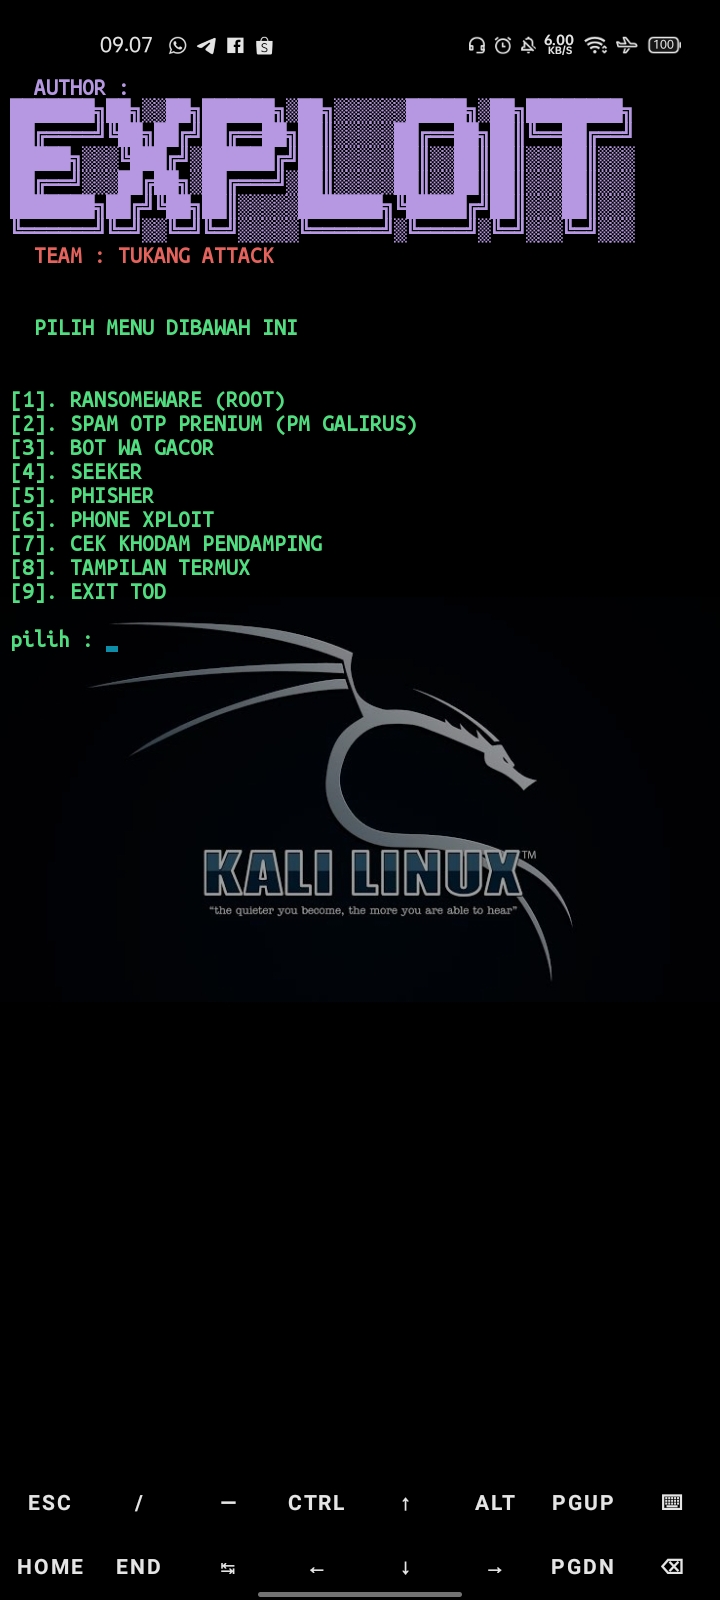 09.07 6.00 KB/S 100
AUTHOR :
EXPLOIT
TEAM : TUKANG ATTACK
PILIH MENU DIBAWAH INI
[1]. RANSOMEWARE (ROOT)
[2]. SPAM OTP PRENIUM (PM GALIRUS)
[3]. BOT WA GACOR
[4]. SEEKER
[5]. PHISHER
[6]. PHONE XPLOIT
[7]. CEK KHODAM PENDAMPING
[8]. TAMPILAN TERMUX
[9]. EXIT TOD
pilih :
KALI LINUX™
"the quieter you become, the more you are able to hear"
ESC / — CTRL ↑ ALT PGUP
HOME END ↹ ← ↓ → PGDN